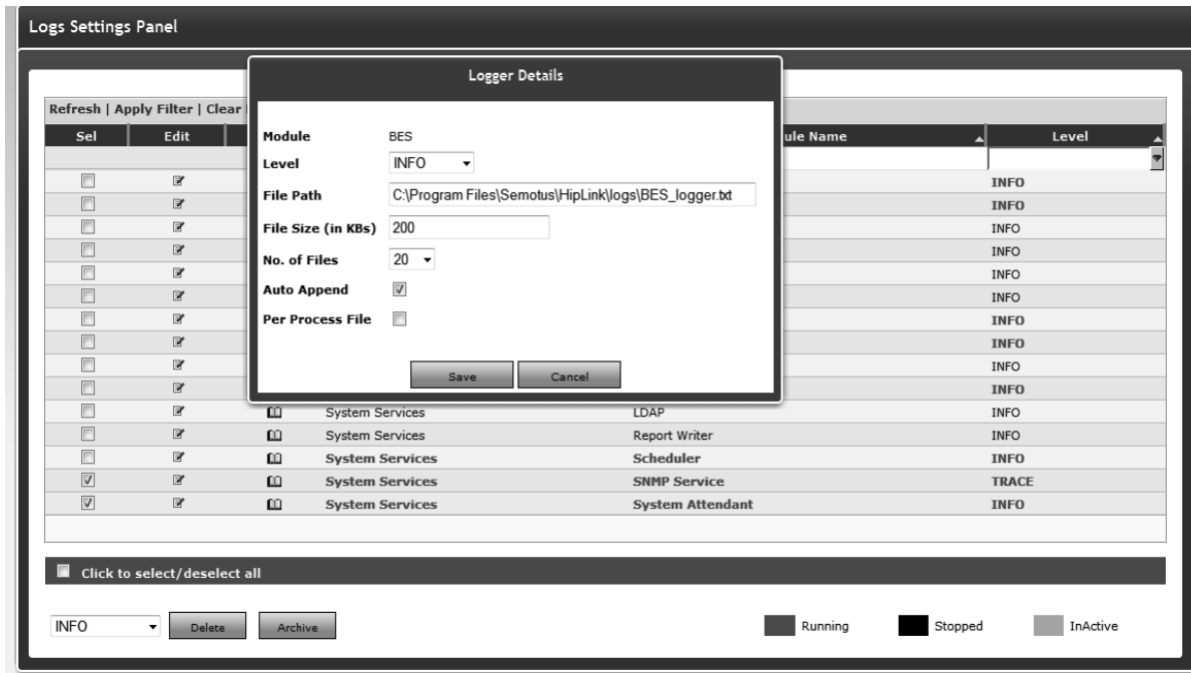 Logs Settings Panel
Logger Details
Refresh | Apply Filter | Clear
Sel Edit ule Name Level
Module BES
Level INFO
File Path C:\Program Files\Semotus\HipLink\logs\BES_logger.txt
File Size (in KBs) 200
No. of Files 20
Auto Append
Per Process File
Save Cancel
INFO
INFO
INFO
INFO
INFO
INFO
INFO
INFO
INFO
INFO
System Services LDAP INFO
System Services Report Writer INFO
System Services Scheduler INFO
System Services SNMP Service TRACE
System Services System Attendant INFO
Click to select/deselect all
INFO Delete Archive Running Stopped InActive